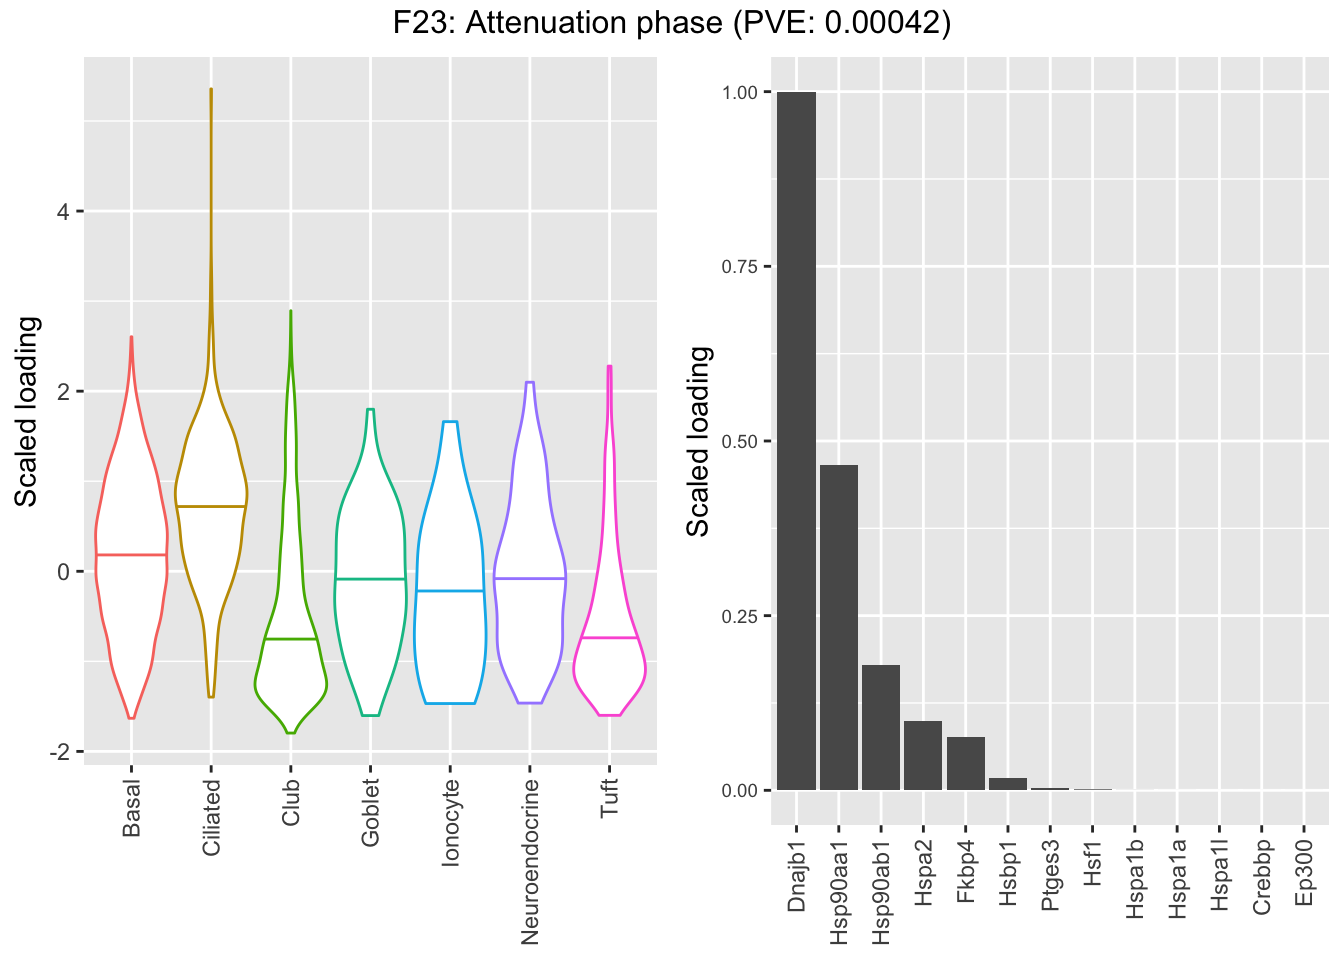 F23: Attenuation phase (PVE: 0.00042)
Scaled loading
4
2
0
-2
Basal
Ciliated
Club
Goblet
Ionocyte
Neuroendocrine
Tuft
Scaled loading
1.00
0.75
0.50
0.25
0.00
Dnajb1
Hsp90aa1
Hsp90ab1
Hspa2
Fkbp4
Hsbp1
Ptges3
Hsf1
Hspa1b
Hspa1a
Hspa1l
Crebbp
Ep300